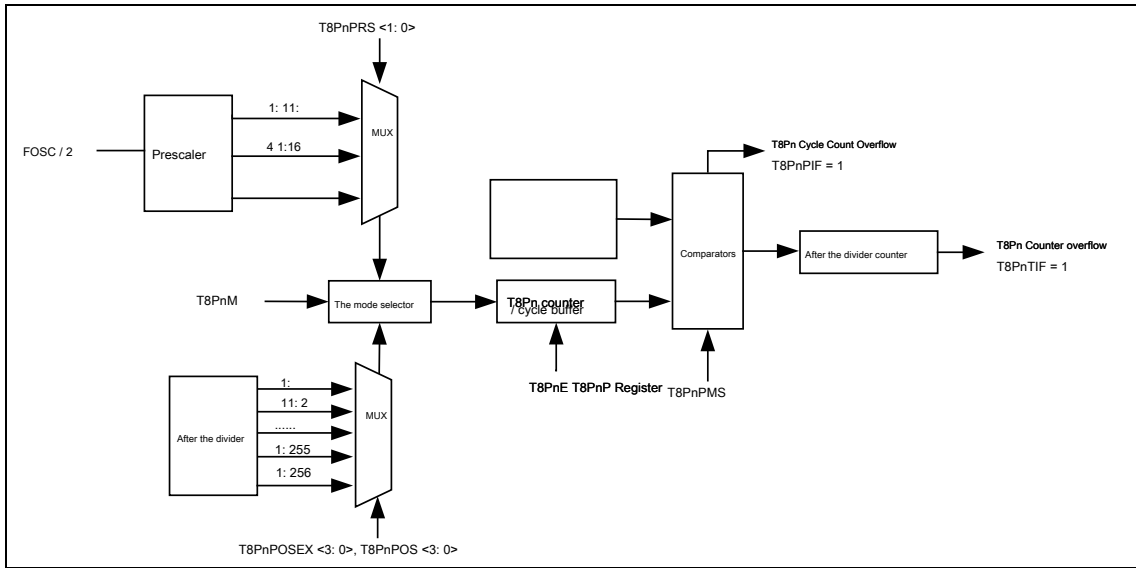 T8PnPRS <1: 0>
1: 11:
MUX
FOSC / 2
Prescaler
4 1:16
T8Pn Cycle Count Overflow
T8PnPIF = 1
Comparators
After the divider counter
T8Pn Counter overflow
T8PnTIF = 1
T8PnM
The mode selector
T8Pn counter
/ cycle buffer
T8PnE T8PnP Register
T8PnPMS
After the divider
1:
11: 2
......
1: 255
1: 256
MUX
T8PnPOSEX <3: 0>, T8PnPOS <3: 0>